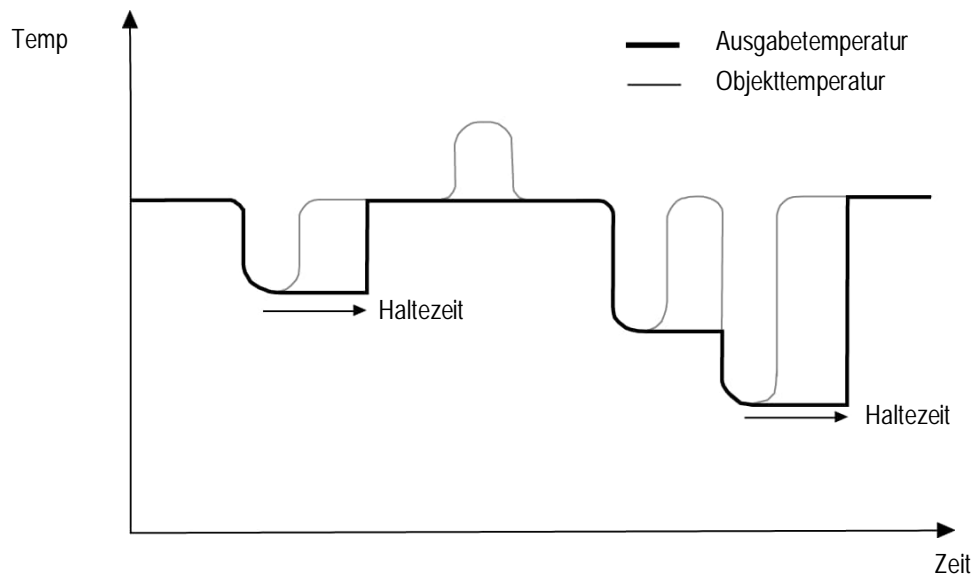 Temp
Ausgabetemperatur
Objekttemperatur
Haltezeit
Haltezeit
Zeit